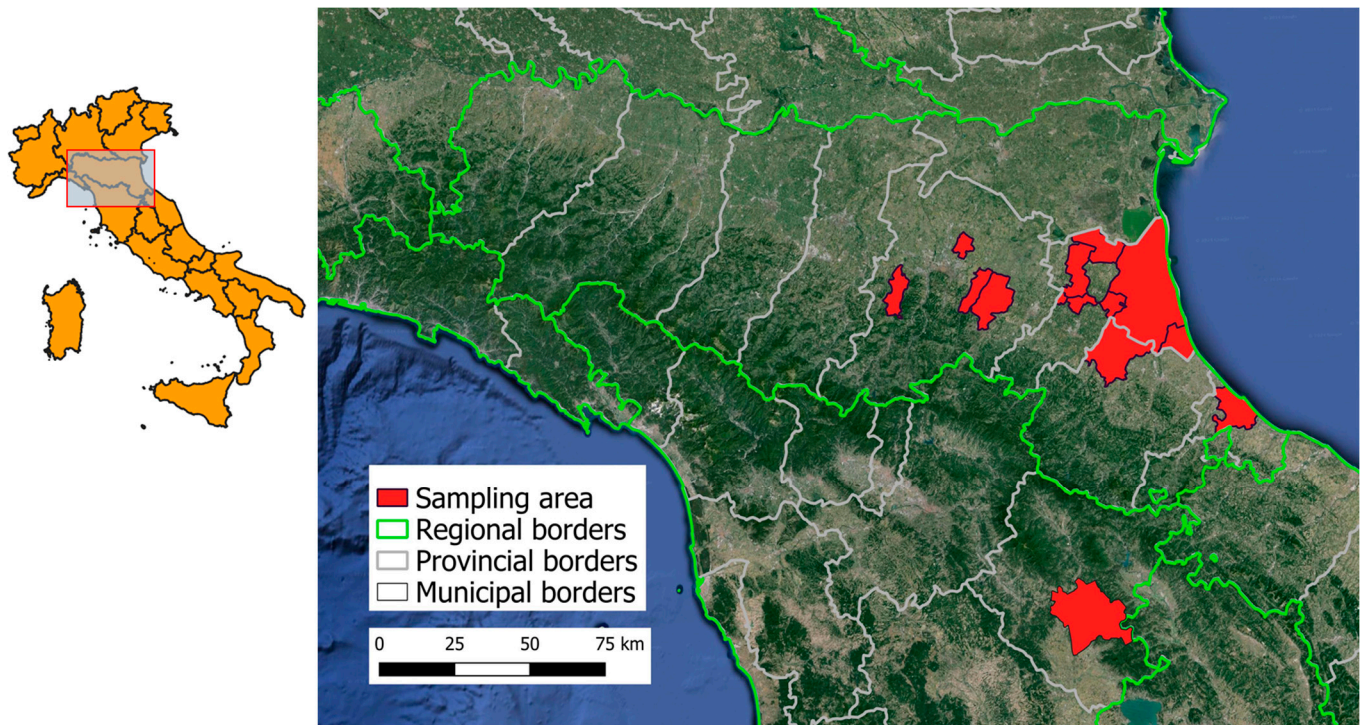 Sampling area
Regional borders
Provincial borders
Municipal borders
0 25 50 75 km